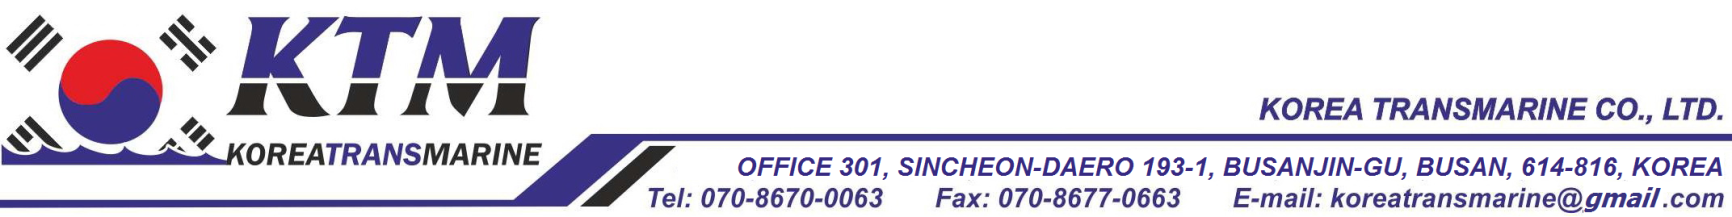 KTM
KOREATRANSMARINE
KOREA TRANSMARINE CO., LTD.
OFFICE 301, SINCHEON-DAERO 193-1, BUSANJIN-GU, BUSAN, 614-816, KOREA
Tel: 070-8670-0063 Fax: 070-8677-0663 E-mail: koreatransmarine@gmail.com